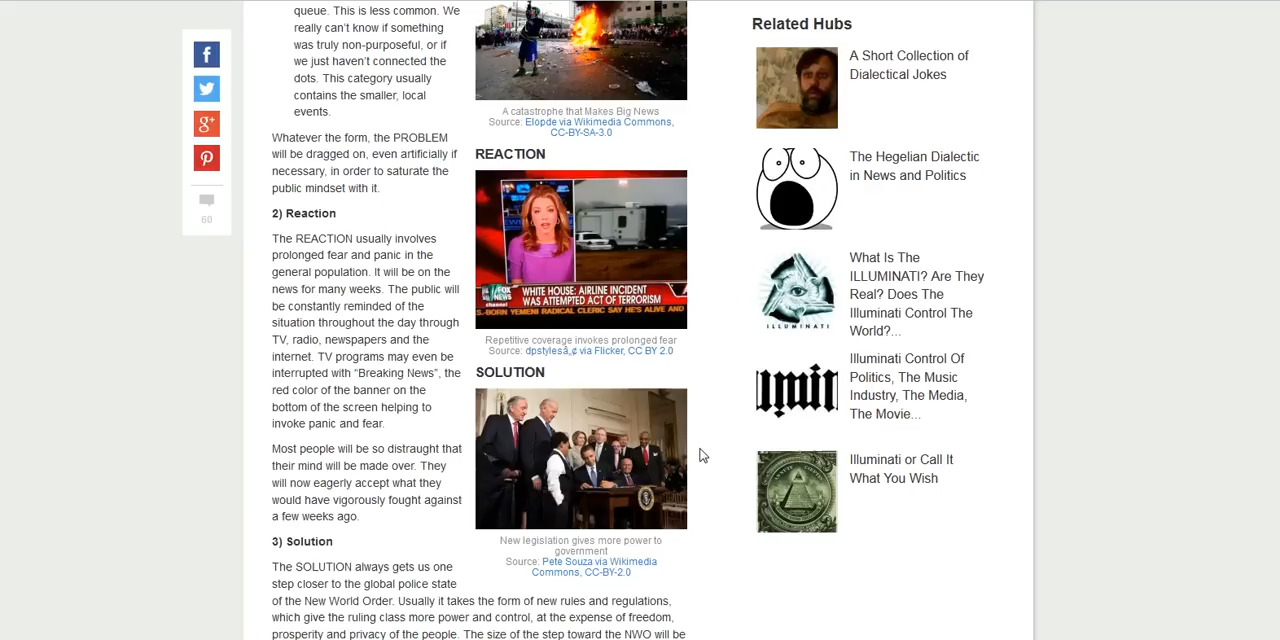 queue. This is less common. We
really can’t know if something
was truly non-purposeful, or if
we just haven’t connected the
dots. This category usually
contains the smaller, local
events.
Whatever the form, the PROBLEM
will be dragged on, even artificially if
necessary, in order to saturate the
public mindset with it.
2) Reaction
The REACTION usually involves
prolonged fear and panic in the
general population. It will be on the
news for many weeks. The public will
be constantly reminded of the
situation throughout the day through
TV, radio, newspapers and the
internet. TV programs may even be
interrupted with “Breaking News”, the
red color of the banner on the
bottom of the screen helping to
invoke panic and fear.
Most people will be so distraught that
their mind will be made over. They
will now eagerly accept what they
would have vigorously fought against
a few weeks ago.
3) Solution
The SOLUTION always gets us one
step closer to the global police state
of the New World Order. Usually it takes the form of new rules and regulations,
which give the ruling class more power and control, at the expense of freedom,
prosperity and privacy of the people. The size of the step toward the NWO will be
A catastrophe that Makes Big News
Source: Elopde via Wikimedia Commons,
CC-BY-SA-3.0
REACTION
FOX
NEWS
channel
WHITE HOUSE: AIRLINE INCIDENT
WAS ATTEMPTED ACT OF TERRORISM
S.-BORN YEMENI RADICAL CLERIC SAY HE'S ALIVE AND
Repetitive coverage invokes prolonged fear
Source: dpstylesâ„¢ via Flicker, CC BY 2.0
SOLUTION
New legislation gives more power to
government
Source: Pete Souza via Wikimedia
Commons, CC-BY-2.0
Related Hubs
A Short Collection of
Dialectical Jokes
The Hegelian Dialectic
in News and Politics
ILLUMINATI
What Is The
ILLUMINATI? Are They
Real? Does The
Illuminati Control The
World?...
Illuminati Control Of
Politics, The Music
Industry, The Media,
The Movie...
Illuminati or Call It
What You Wish
f
g+
60